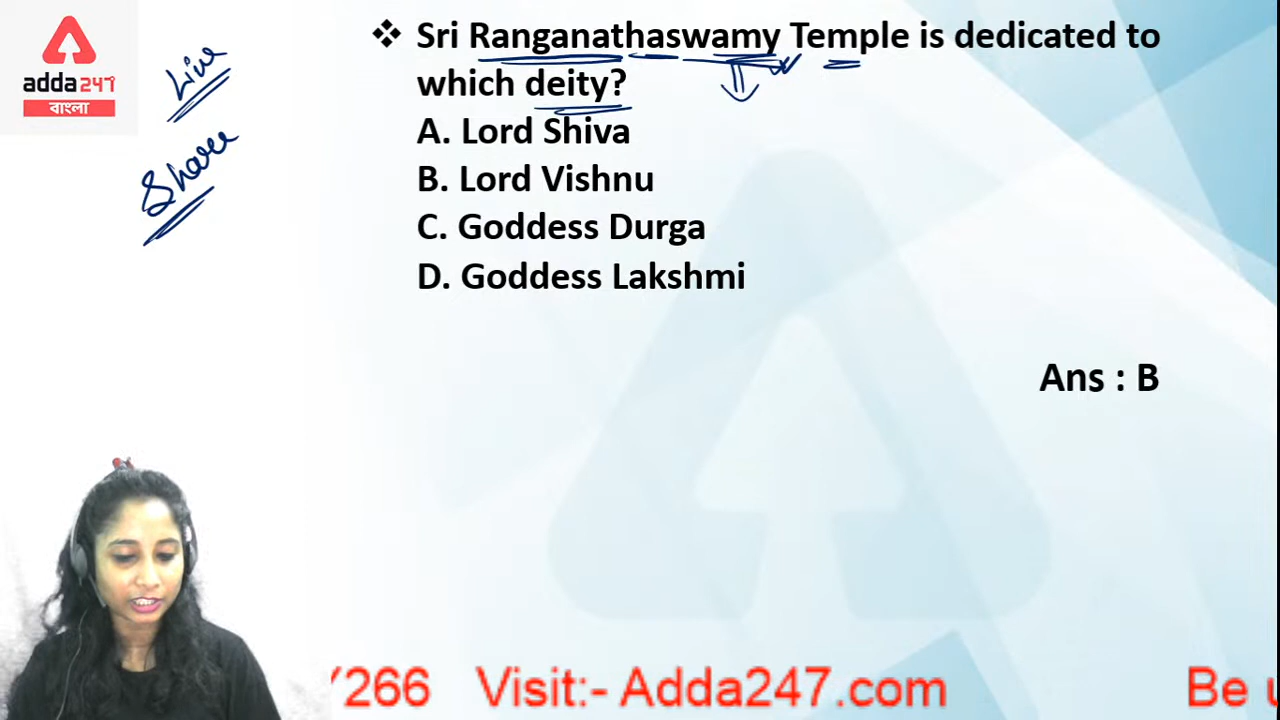 adda247
বাংলা
Live
Share
❖ Sri Ranganathaswamy Temple is dedicated to
which deity?
A. Lord Shiva
B. Lord Vishnu
C. Goddess Durga
D. Goddess Lakshmi
Ans : B
Y266 Visit:- Adda247.com Be u